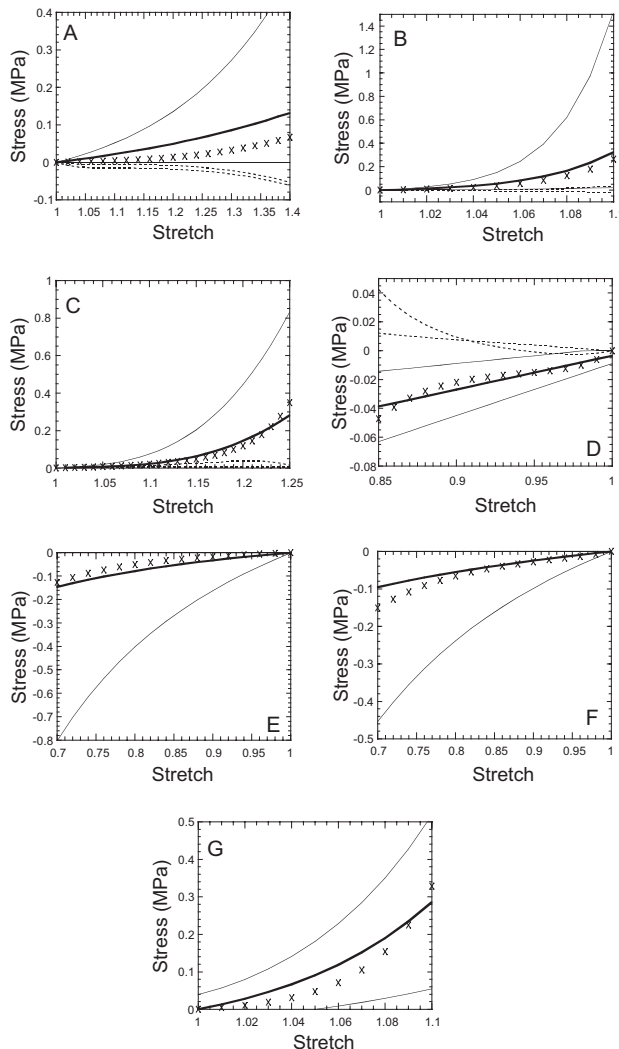 A
Stress (MPa)
0.4
0.3
0.2
0.1
0
-0.1
1 1.05 1.1 1.15 1.2 1.25 1.3 1.35 1.4
Stretch
B
Stress (MPa)
1.4
1.2
1
0.8
0.6
0.4
0.2
0
1 1.02 1.04 1.06 1.08 1.
Stretch
C
Stress (MPa)
1
0.8
0.6
0.4
0.2
0
1 1.05 1.1 1.15 1.2 1.25
Stretch
D
Stress (MPa)
0.04
0.02
0
-0.02
-0.04
-0.06
-0.08
0.85 0.9 0.95 1
Stretch
E
Stress (MPa)
0
-0.1
-0.2
-0.3
-0.4
-0.5
-0.6
-0.7
-0.8
0.7 0.75 0.8 0.85 0.9 0.95 1
Stretch
F
Stress (MPa)
0
-0.1
-0.2
-0.3
-0.4
-0.5
0.7 0.75 0.8 0.85 0.9 0.95 1
Stretch
G
Stress (MPa)
0.5
0.4
0.3
0.2
0.1
0
1 1.02 1.04 1.06 1.08 1.1
Stretch